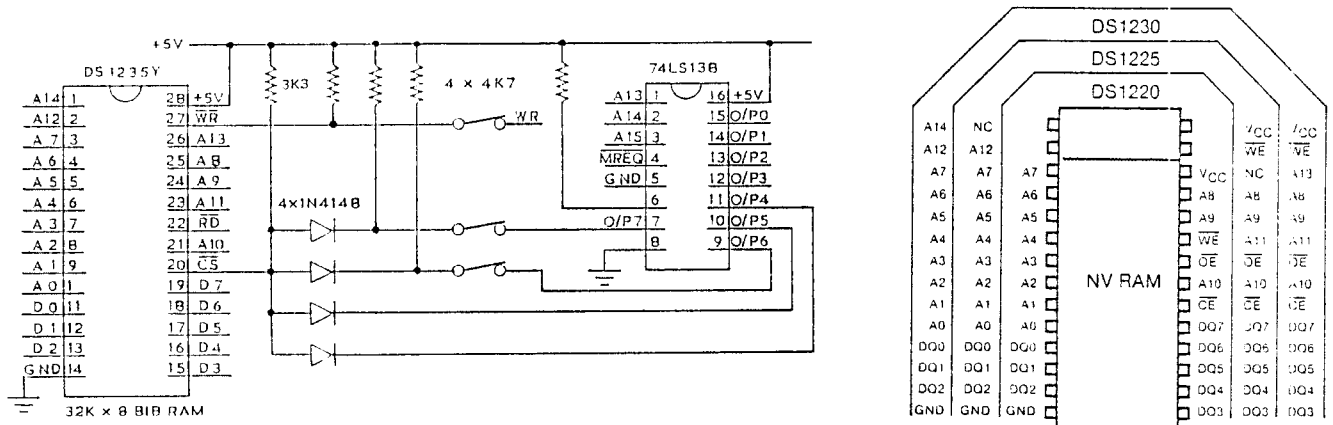 +5V
DS1235Y
3K3
4 × 4K7
74LS138
A14 1 28 +5V
A12 2 27 WR
A7 3 26 A13
A6 4 25 A8
A5 5 24 A9
A4 6 23 A11
A3 7 22 RD
A2 8 21 A10
A1 9 20 CS
A0 1 19 D7
D0 11 18 D6
D1 12 17 D5
D2 13 16 D4
GND 14 15 D3
32K × 8 BIB RAM
WR
4×1N4148
A13 1 16 +5V
A14 2 15 O/P0
A15 3 14 O/P1
MREQ 4 13 O/P2
GND 5 12 O/P3
6 11 O/P4
O/P7 7 10 O/P5
8 9 O/P6
DS1230
DS1225
DS1220
A14 NC VCC VCC
A12 A12 WE WE
A7 A7 A7 VCC NC A13
A6 A6 A6 A8 A8 A8
A5 A5 A5 A9 A9 A9
A4 A4 A4 WE A11 A11
A3 A3 A3 OE OE OE
A2 A2 A2 A10 A10 A10
A1 A1 A1 CE CE CE
A0 A0 A0 DQ7 DQ7 DQ7
DQ0 DQ0 DQ0 DQ6 DQ6 DQ6
DQ1 DQ1 DQ1 DQ5 DQ5 DQ5
DQ2 DQ2 DQ2 DQ4 DQ4 DQ4
GND GND GND DQ3 DQ3 DQ3
NV RAM